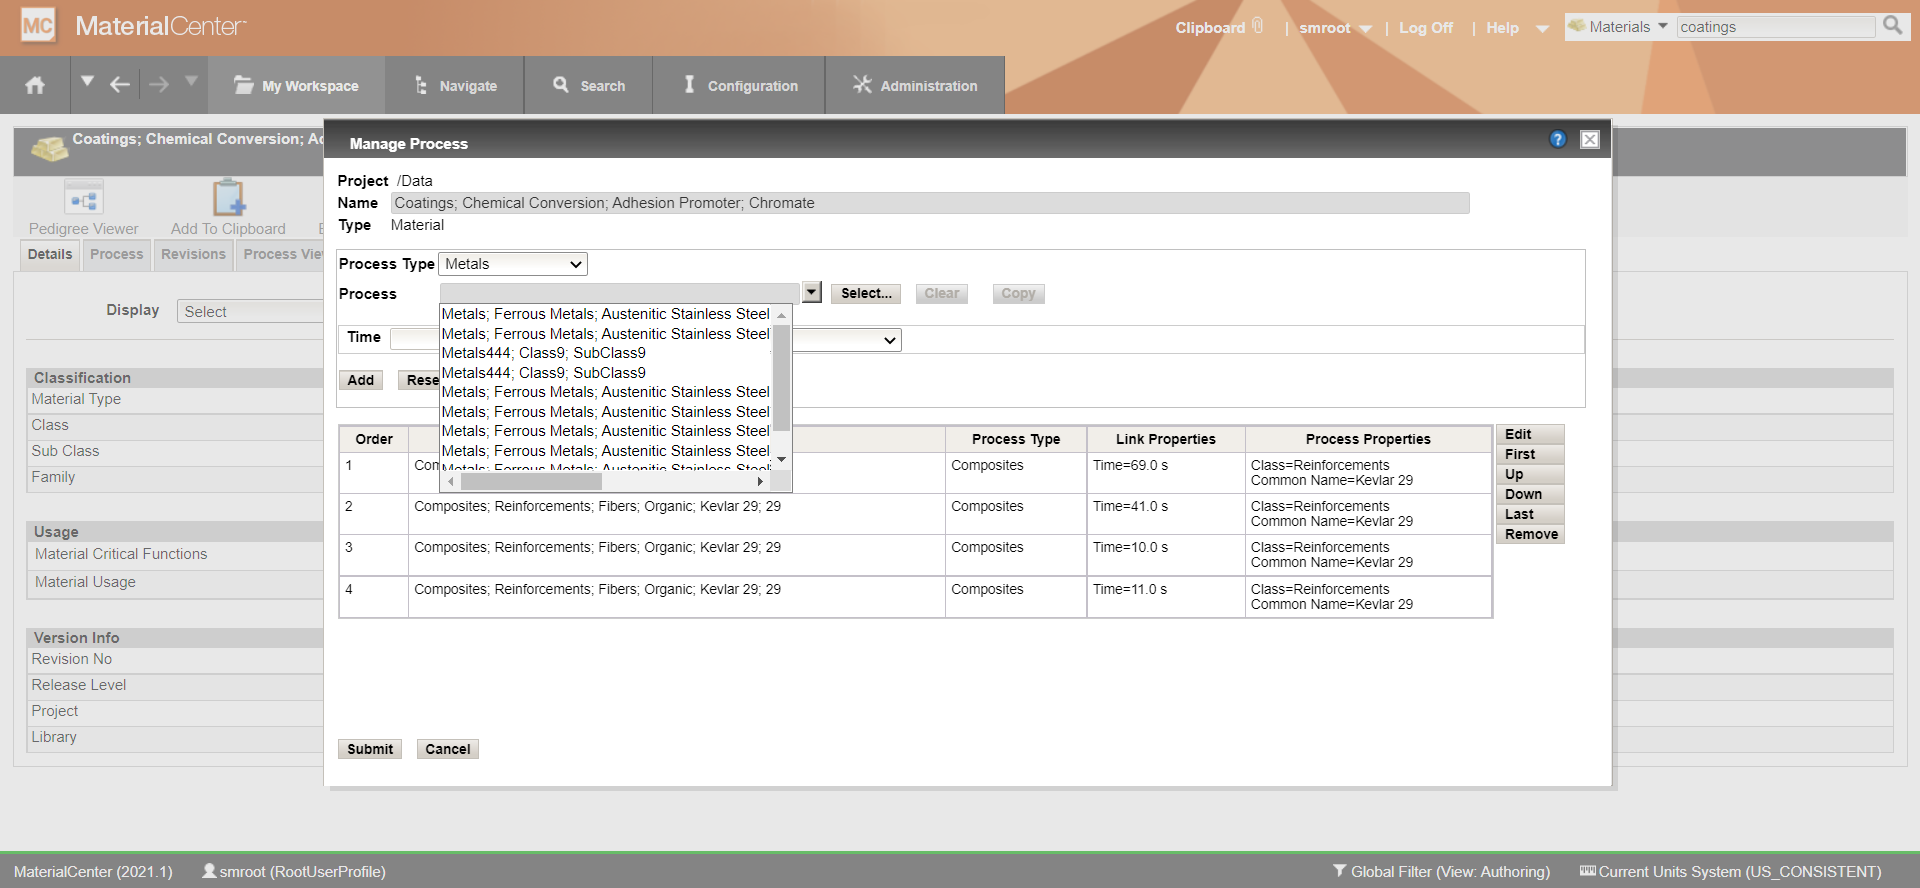 MC MaterialCenter
Clipboard | smroot | Log Off | Help
Materials coatings
My Workspace Navigate Search Configuration Administration
Coatings; Chemical Conversion; Ad
Pedigree Viewer Add To Clipboard
Details Process Revisions Process Vie
Display Select
Classification
Material Type
Class
Sub Class
Family
Usage
Material Critical Functions
Material Usage
Version Info
Revision No
Release Level
Project
Library
Manage Process ?
Project /Data
Name Coatings; Chemical Conversion; Adhesion Promoter; Chromate
Type Material
Process Type Metals
Process Select... Clear Copy
Metals; Ferrous Metals; Austenitic Stainless Steel
Metals; Ferrous Metals; Austenitic Stainless Steel
Metals444; Class9; SubClass9
Metals444; Class9; SubClass9
Metals; Ferrous Metals; Austenitic Stainless Steel
Metals; Ferrous Metals; Austenitic Stainless Steel
Metals; Ferrous Metals; Austenitic Stainless Steel
Metals; Ferrous Metals; Austenitic Stainless Steel
Metals; Ferrous Metals; Austenitic Stainless Steel
Time
Add Rese
Order Process Type Link Properties Process Properties
1 Com Composites Time=69.0 s Class=Reinforcements
Common Name=Kevlar 29
2 Composites; Reinforcements; Fibers; Organic; Kevlar 29; 29 Composites Time=41.0 s Class=Reinforcements
Common Name=Kevlar 29
3 Composites; Reinforcements; Fibers; Organic; Kevlar 29; 29 Composites Time=10.0 s Class=Reinforcements
Common Name=Kevlar 29
4 Composites; Reinforcements; Fibers; Organic; Kevlar 29; 29 Composites Time=11.0 s Class=Reinforcements
Common Name=Kevlar 29
Edit
First
Up
Down
Last
Remove
Submit Cancel
MaterialCenter (2021.1) smroot (RootUserProfile) Global Filter (View: Authoring) Current Units System (US_CONSISTENT)